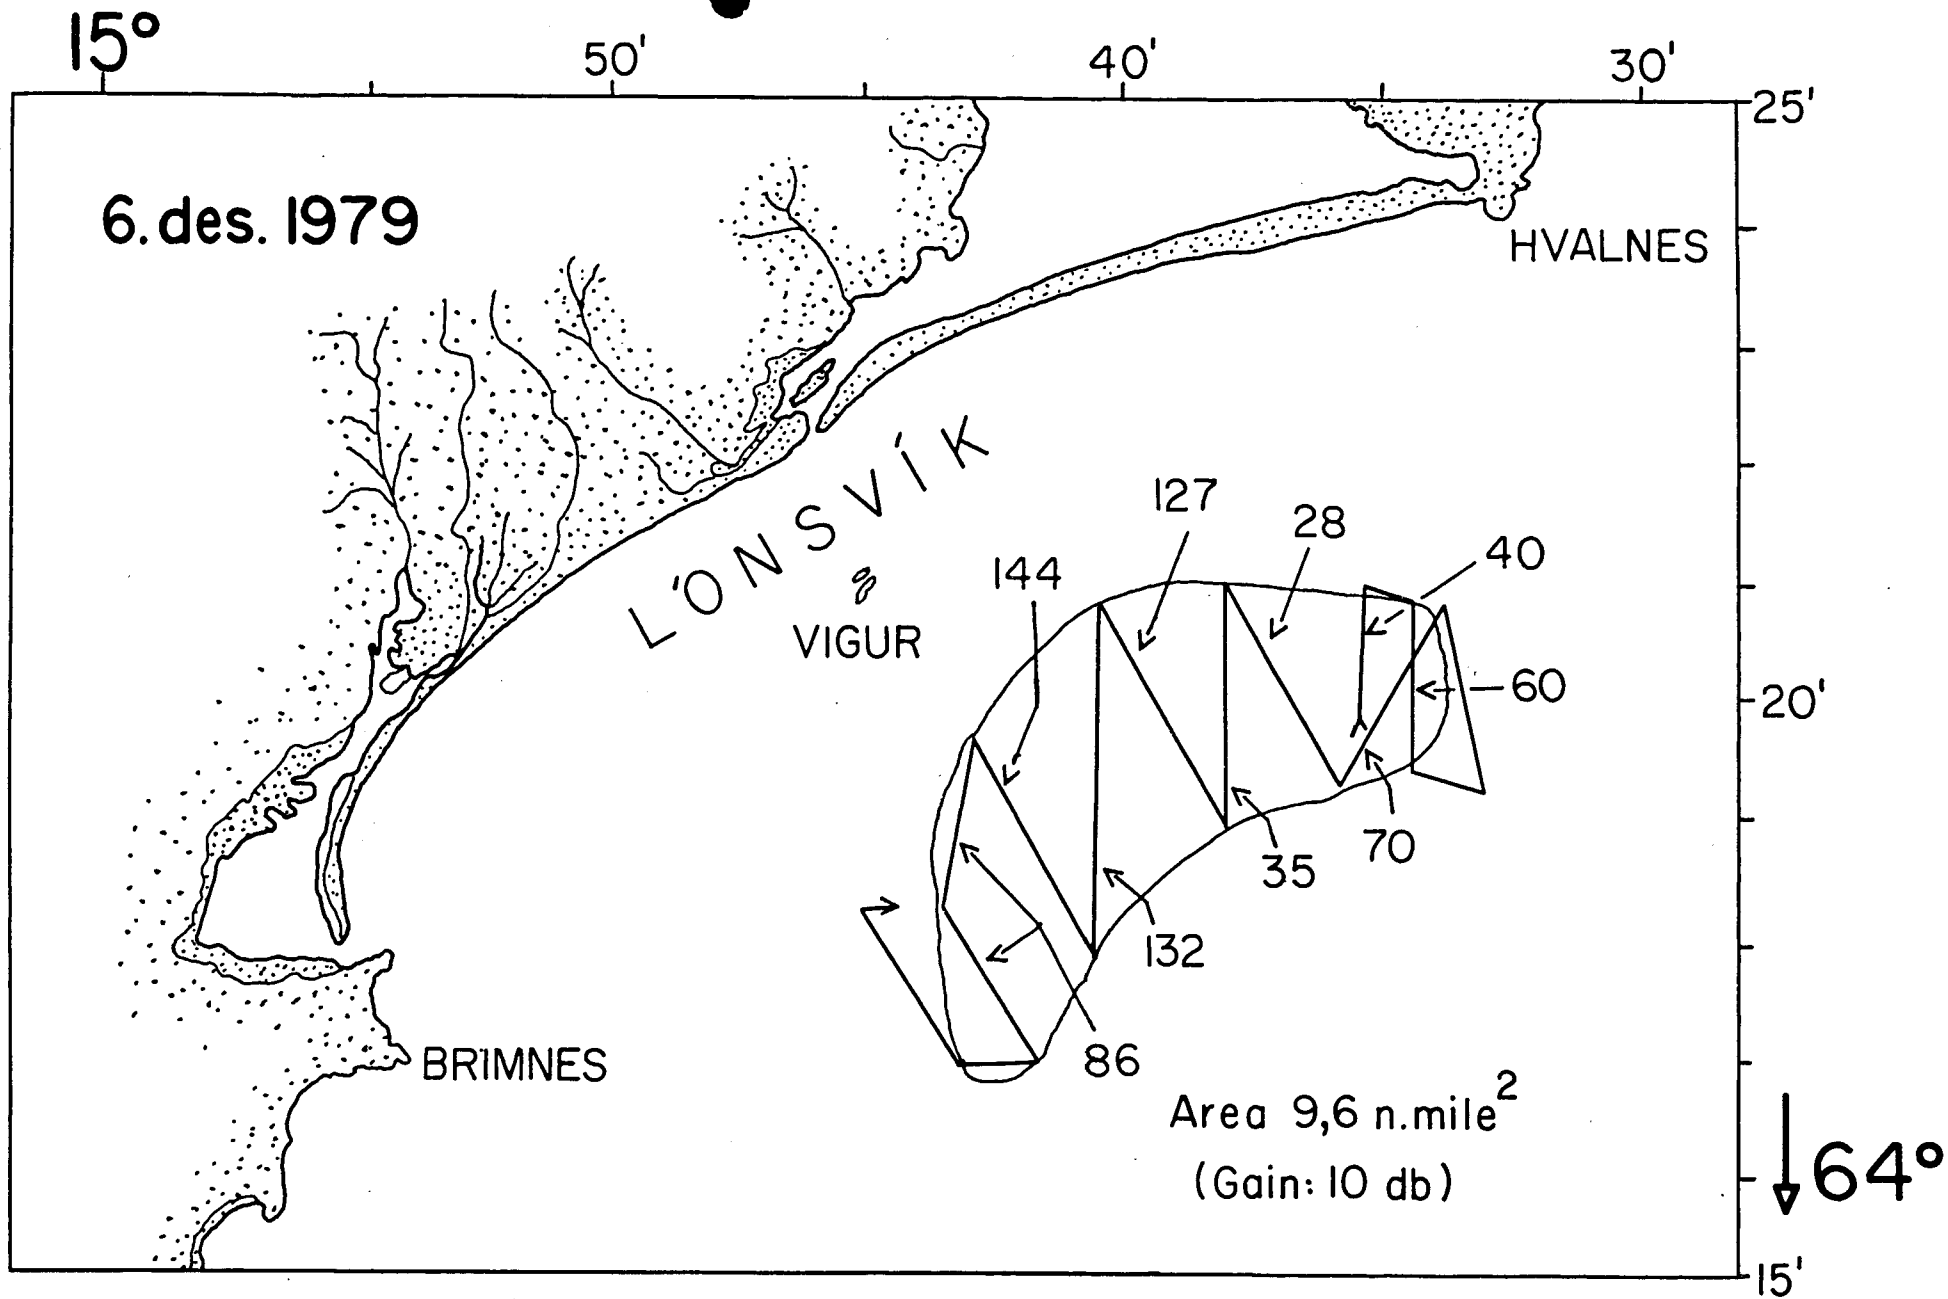 15° 50' 40' 30'
25'
6. des. 1979
HVALNES
LÓNSVÍK
127
28
40
144
VIGUR
60
20'
70
35
132
86
BRIMNES
Area 9,6 n.mile²
(Gain: 10 db)
64°
15'